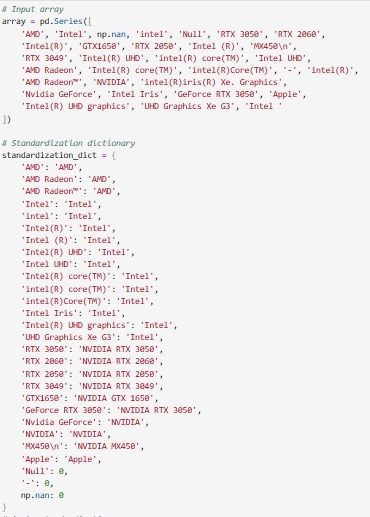 # Input array
array = pd.Series([
'AMD', 'Intel', np.nan, 'intel', 'Null', 'RTX 3050', 'RTX 2060',
'Intel(R)', 'GTX1650', 'RTX 2050', 'Intel (R)', 'MX450\n',
'RTX 3049', 'Intel(R) UHD', 'intel(R) core(TM)', 'Intel UHD',
'AMD Radeon', 'Intel(R) core(TM)', 'intel(R)Core(TM)', '-', 'intel(R)',
'AMD Radeon™', 'NVIDIA', 'intel(R)iris(R) Xe. Graphics',
'Nvidia GeForce', 'Intel Iris', 'GeForce RTX 3050', 'Apple',
'Intel(R) UHD graphics', 'UHD Graphics Xe G3', 'Intel '
])
# Standardization dictionary
standardization_dict = {
'AMD': 'AMD',
'AMD Radeon': 'AMD',
'AMD Radeon™': 'AMD',
'Intel': 'Intel',
'intel': 'Intel',
'Intel(R)': 'Intel',
'Intel (R)': 'Intel',
'Intel(R) UHD': 'Intel',
'Intel UHD': 'Intel',
'Intel(R) core(TM)': 'Intel',
'intel(R) core(TM)': 'Intel',
'intel(R)Core(TM)': 'Intel',
'Intel Iris': 'Intel',
'Intel(R) UHD graphics': 'Intel',
'UHD Graphics Xe G3': 'Intel',
'RTX 3050': 'NVIDIA RTX 3050',
'RTX 2060': 'NVIDIA RTX 2060',
'RTX 2050': 'NVIDIA RTX 2050',
'RTX 3049': 'NVIDIA RTX 3049',
'GTX1650': 'NVIDIA GTX 1650',
'GeForce RTX 3050': 'NVIDIA RTX 3050',
'Nvidia GeForce': 'NVIDIA',
'NVIDIA': 'NVIDIA',
'MX450\n': 'NVIDIA MX450',
'Apple': 'Apple',
'Null': 0,
'-': 0,
np.nan: 0
}